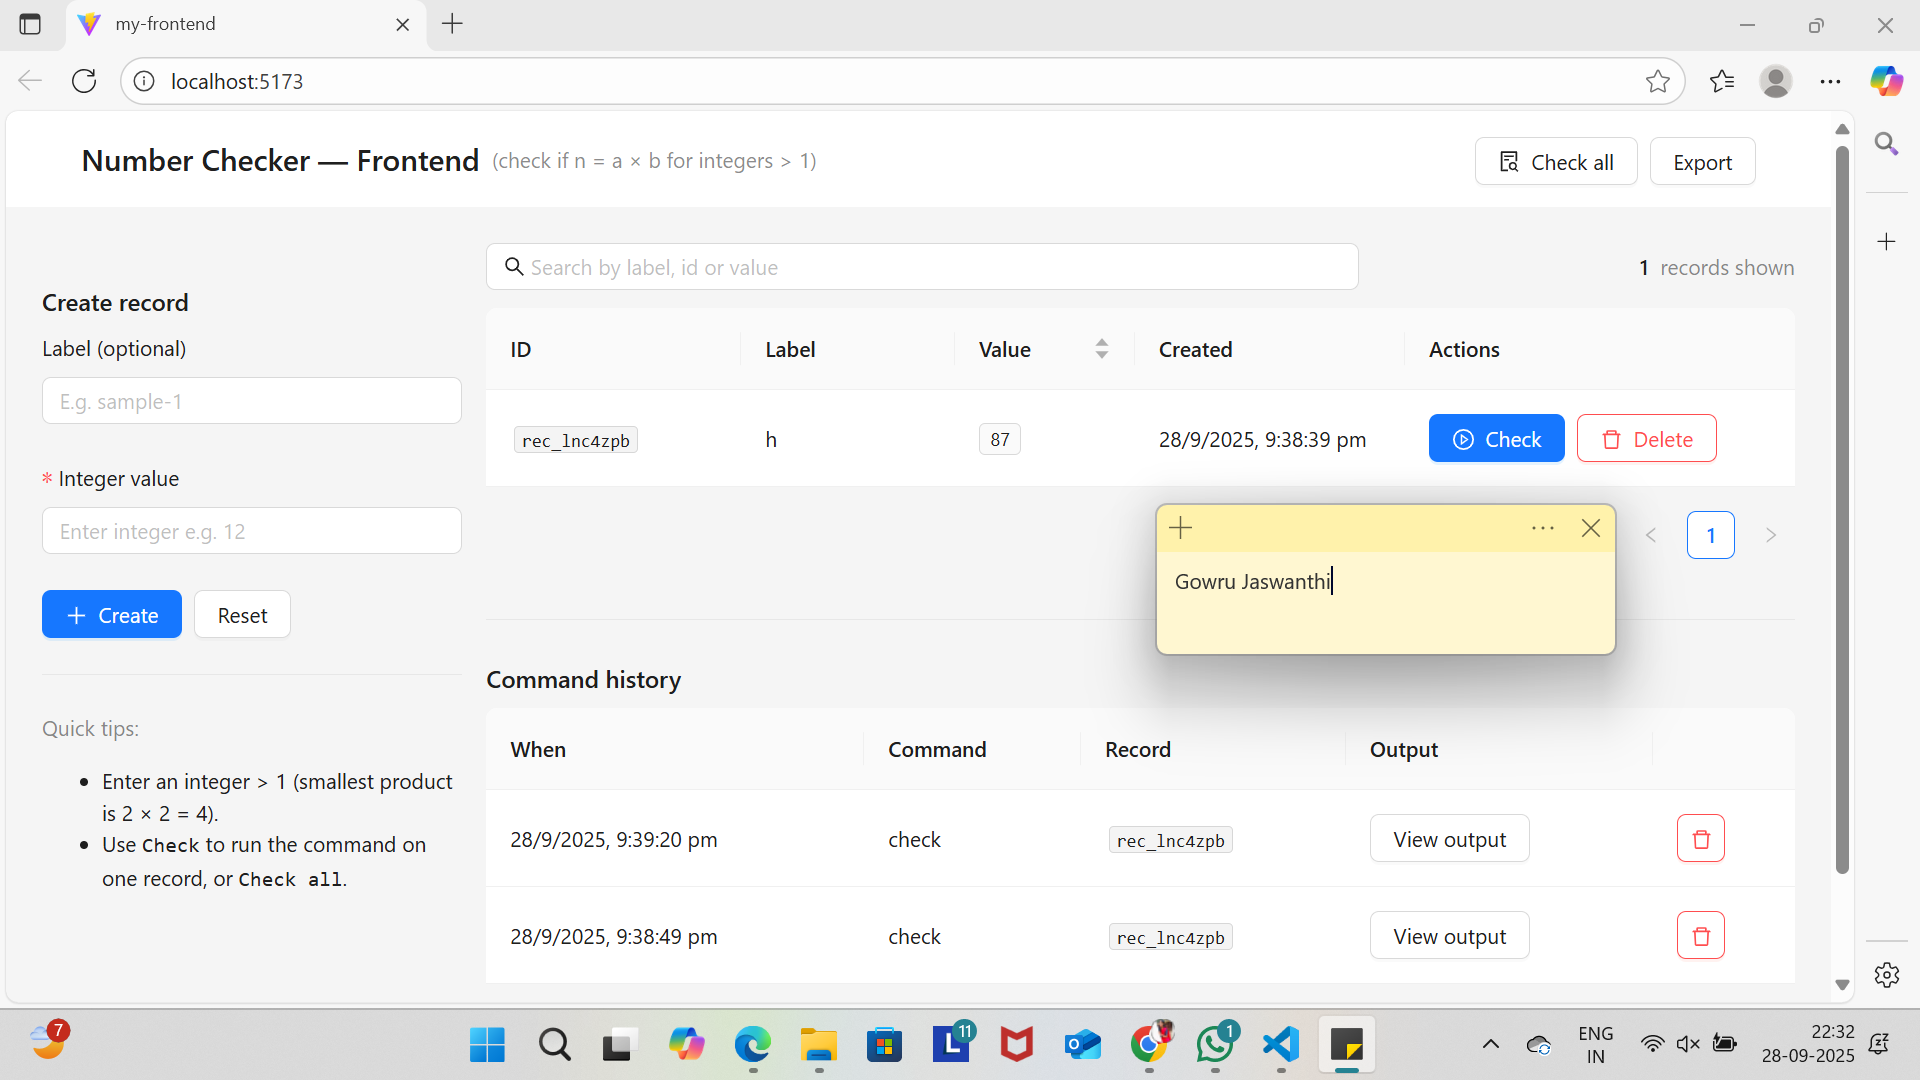 my-frontend
localhost:5173
Number Checker — Frontend (check if n = a × b for integers > 1)
Check all
Export
Search by label, id or value
1 records shown
Create record
Label (optional)
E.g. sample-1
* Integer value
Enter integer e.g. 12
Create
Reset
Quick tips:
Enter an integer > 1 (smallest product
is 2 × 2 = 4).
Use Check to run the command on
one record, or Check all.
ID Label Value Created Actions
rec_lnc4zpb h 87 28/9/2025, 9:38:39 pm Check Delete
1
Gowru Jaswanthi
Command history
When Command Record Output
28/9/2025, 9:39:20 pm check rec_lnc4zpb View output
28/9/2025, 9:38:49 pm check rec_lnc4zpb View output
7
L 11
O
1
ENG
IN
22:32
28-09-2025